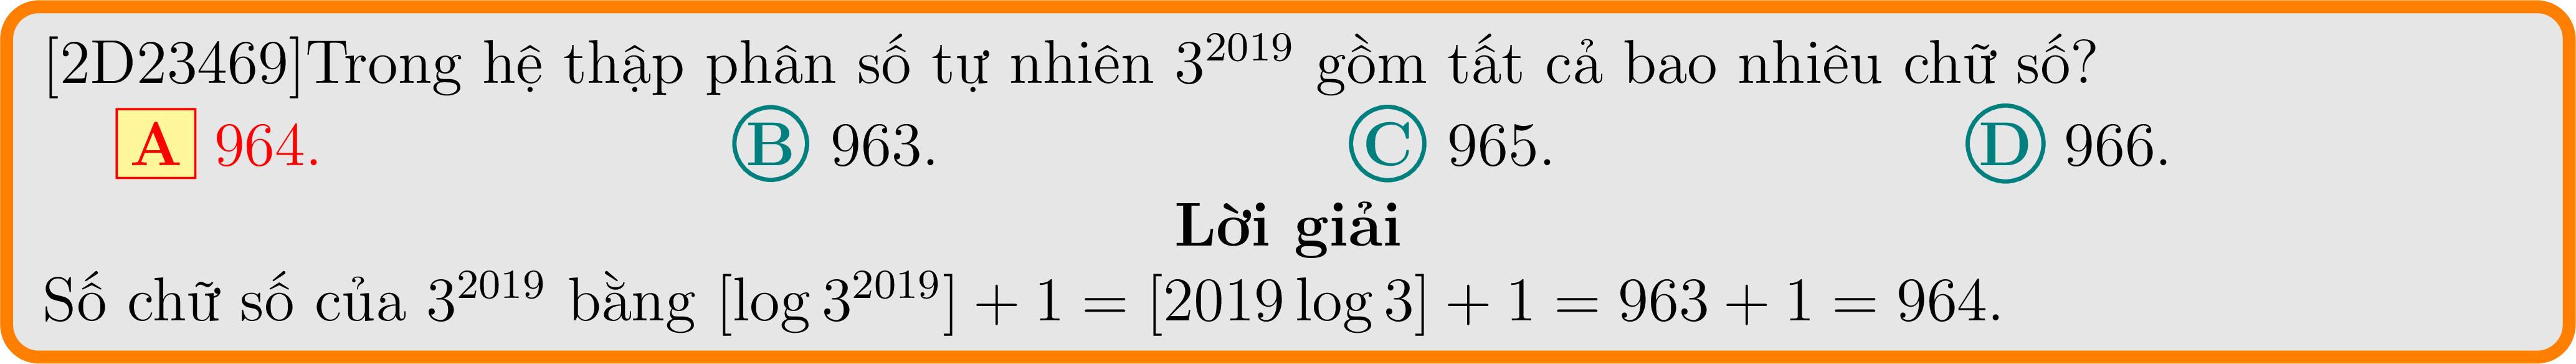 [2D23469]Trong hệ thập phân số tự nhiên 3^{2019} gồm tất cả bao nhiêu chữ số?
A 964. B 963. C 965. D 966.
Lời giải
Số chữ số của 3^{2019} bằng [log 3^{2019}] + 1 = [2019 log 3] + 1 = 963 + 1 = 964.